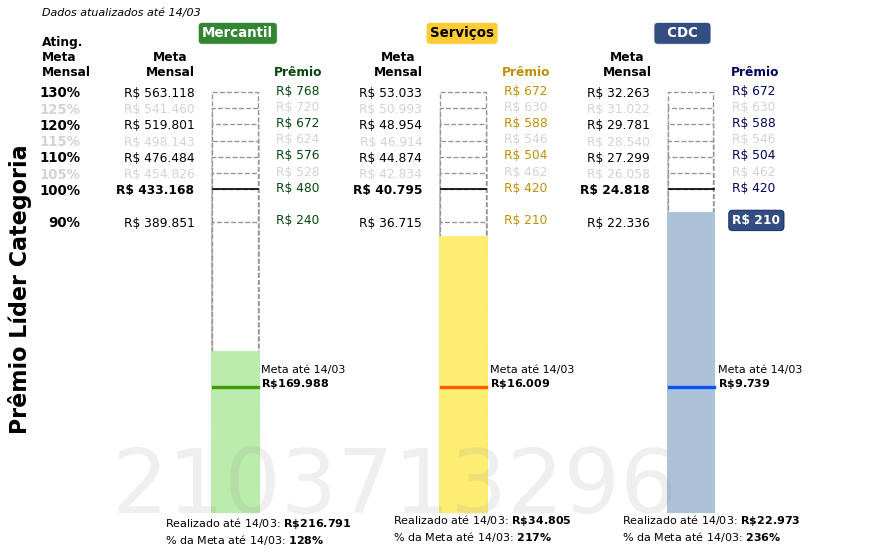 Dados atualizados até 14/03
Mercantil
Serviços
CDC
Ating.
Meta
Mensal
Meta
Mensal
Prêmio
Meta
Mensal
Prêmio
Meta
Mensal
Prêmio
130% R$ 563.118 R$ 768 R$ 53.033 R$ 672 R$ 32.263 R$ 672
125% R$ 541.460 R$ 720 R$ 50.993 R$ 630 R$ 31.022 R$ 630
120% R$ 519.801 R$ 672 R$ 48.954 R$ 588 R$ 29.781 R$ 588
115% R$ 498.143 R$ 624 R$ 46.914 R$ 546 R$ 28.540 R$ 546
110% R$ 476.484 R$ 576 R$ 44.874 R$ 504 R$ 27.299 R$ 504
105% R$ 454.826 R$ 528 R$ 42.834 R$ 462 R$ 26.058 R$ 462
100% R$ 433.168 R$ 480 R$ 40.795 R$ 420 R$ 24.818 R$ 420
90% R$ 389.851 R$ 240 R$ 36.715 R$ 210 R$ 22.336 R$ 210
Prêmio Líder Categoria
Meta até 14/03
R$169.988
Meta até 14/03
R$16.009
Meta até 14/03
R$9.739
2103713296
Realizado até 14/03: R$216.791
% da Meta até 14/03: 128%
Realizado até 14/03: R$34.805
% da Meta até 14/03: 217%
Realizado até 14/03: R$22.973
% da Meta até 14/03: 236%